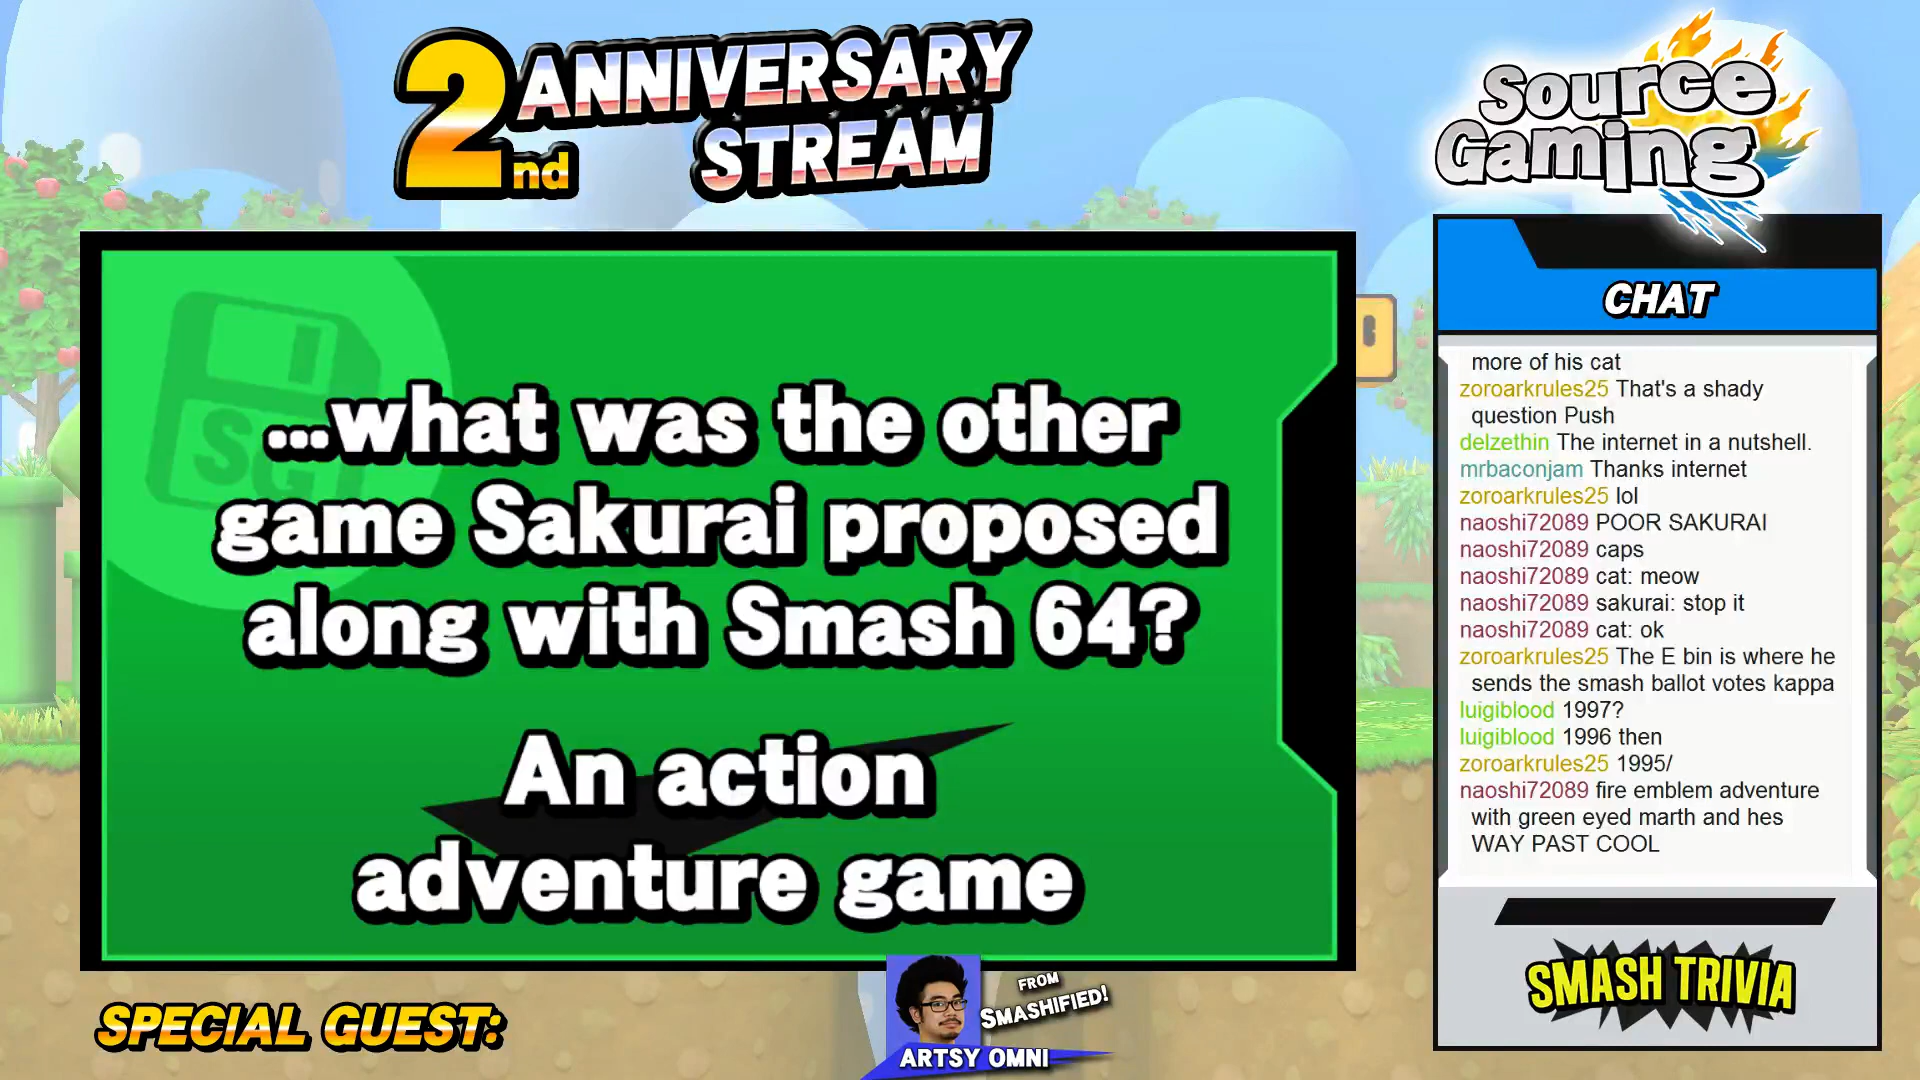 2nd ANNIVERSARY
STREAM
Source
Gaming
SG
...what was the other
game Sakurai proposed
along with Smash 64?
An action
adventure game
CHAT
more of his cat
zoroarkrules25 That's a shady
question Push
delzethin The internet in a nutshell.
mrbaconjam Thanks internet
zoroarkrules25 lol
naoshi72089 POOR SAKURAI
naoshi72089 caps
naoshi72089 cat: meow
naoshi72089 sakurai: stop it
naoshi72089 cat: ok
zoroarkrules25 The E bin is where he
sends the smash ballot votes kappa
luigiblood 1997?
luigiblood 1996 then
zoroarkrules25 1995/
naoshi72089 fire emblem adventure
with green eyed marth and hes
WAY PAST COOL
SMASH TRIVIA
SPECIAL GUEST:
FROM
SMASHIFIED!
ARTSY OMNI